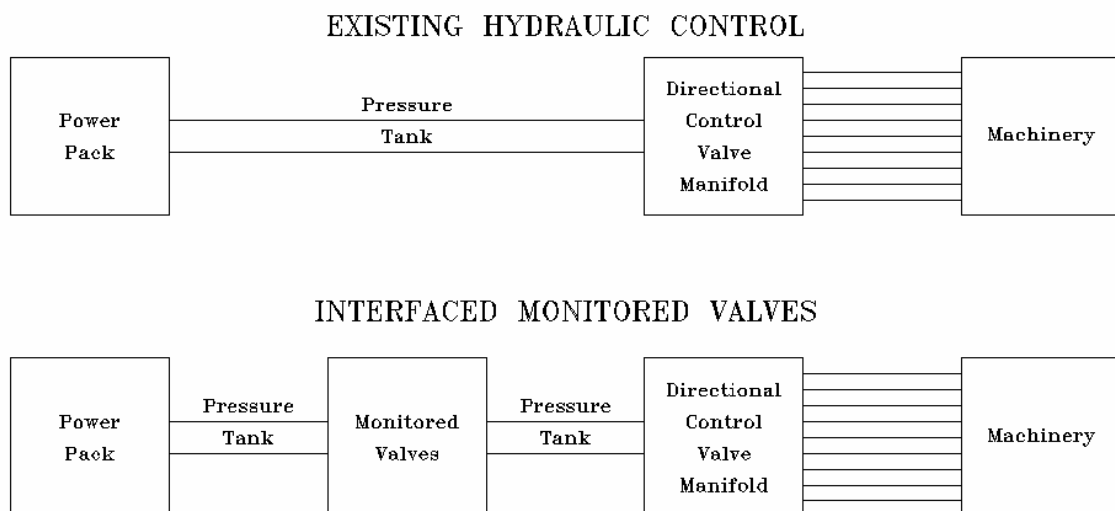 EXISTING HYDRAULIC CONTROL
Power
Pack
Pressure
Tank
Directional
Control
Valve
Manifold
Machinery
INTERFACED MONITORED VALVES
Power
Pack
Pressure
Tank
Monitored
Valves
Pressure
Tank
Directional
Control
Valve
Manifold
Machinery